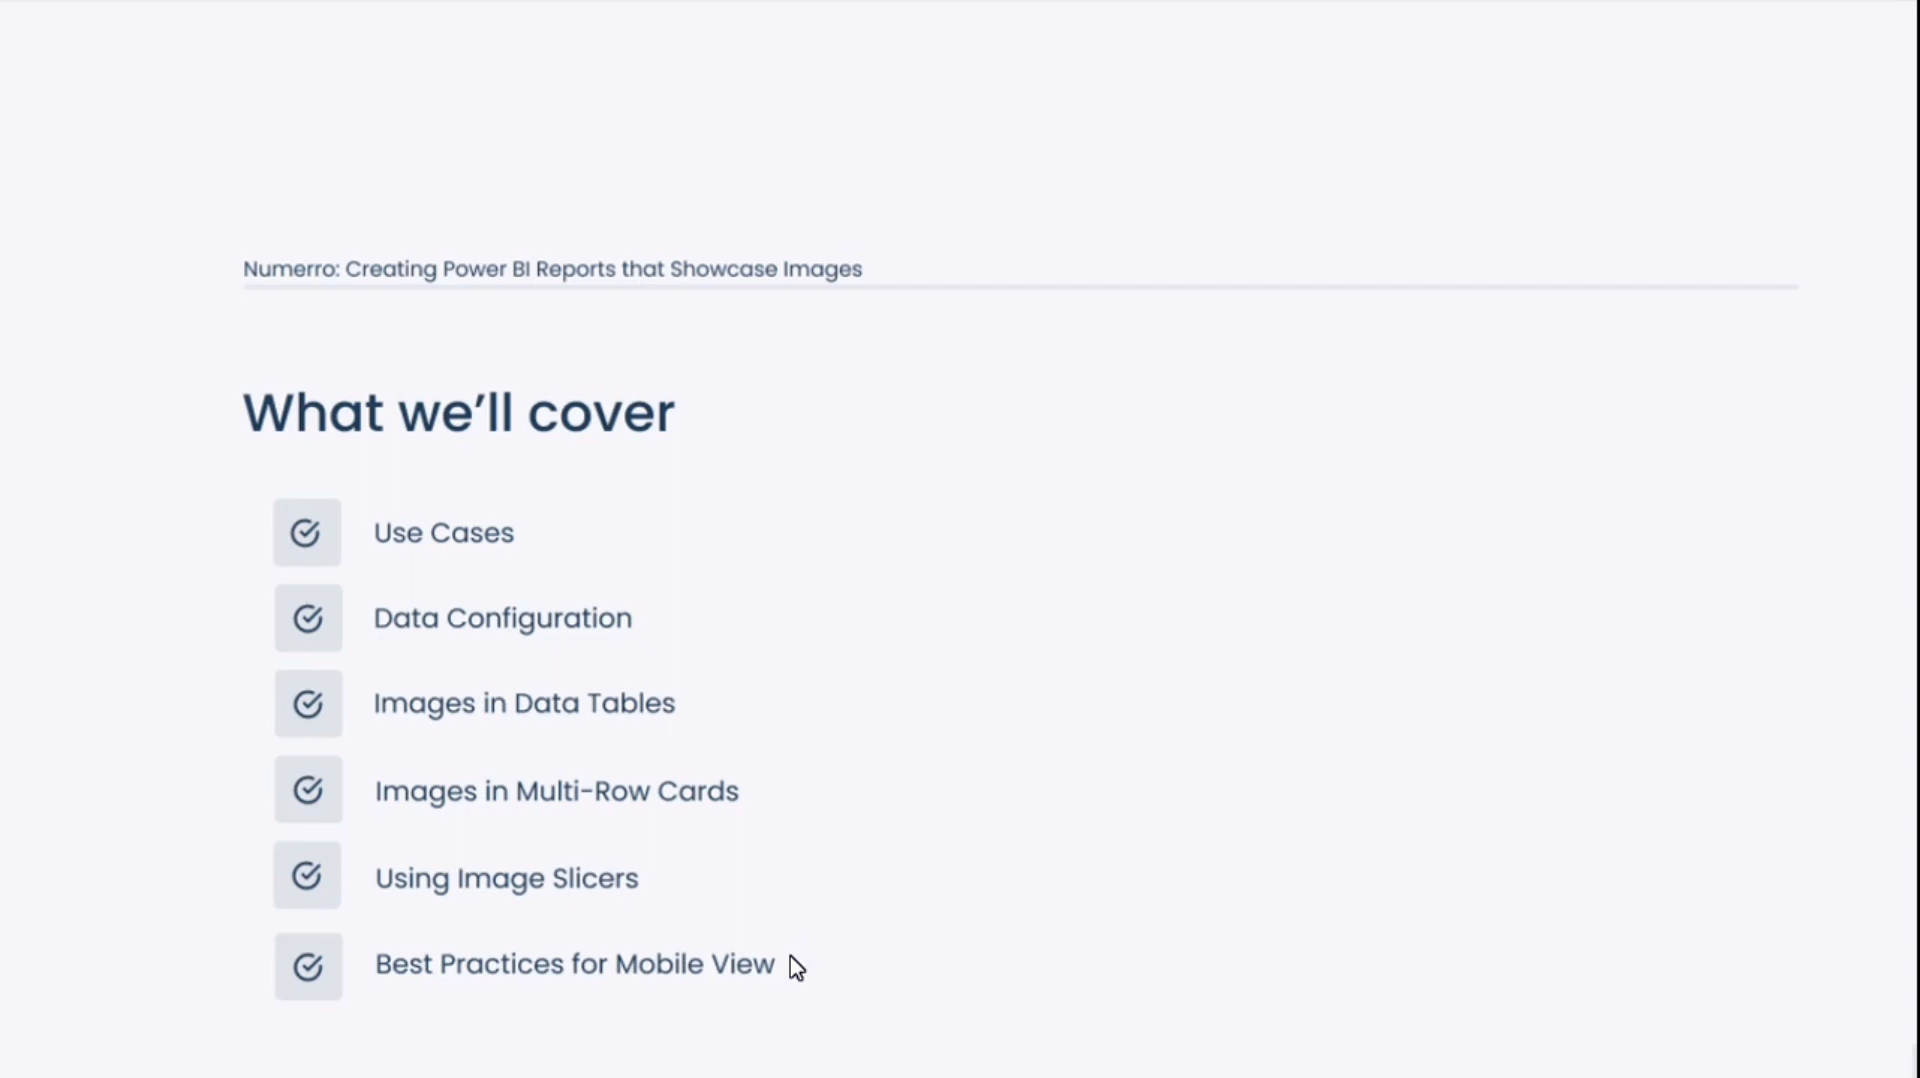 Numerro: Creating Power BI Reports that Showcase Images
What we’ll cover
Use Cases
Data Configuration
Images in Data Tables
Images in Multi-Row Cards
Using Image Slicers
Best Practices for Mobile View